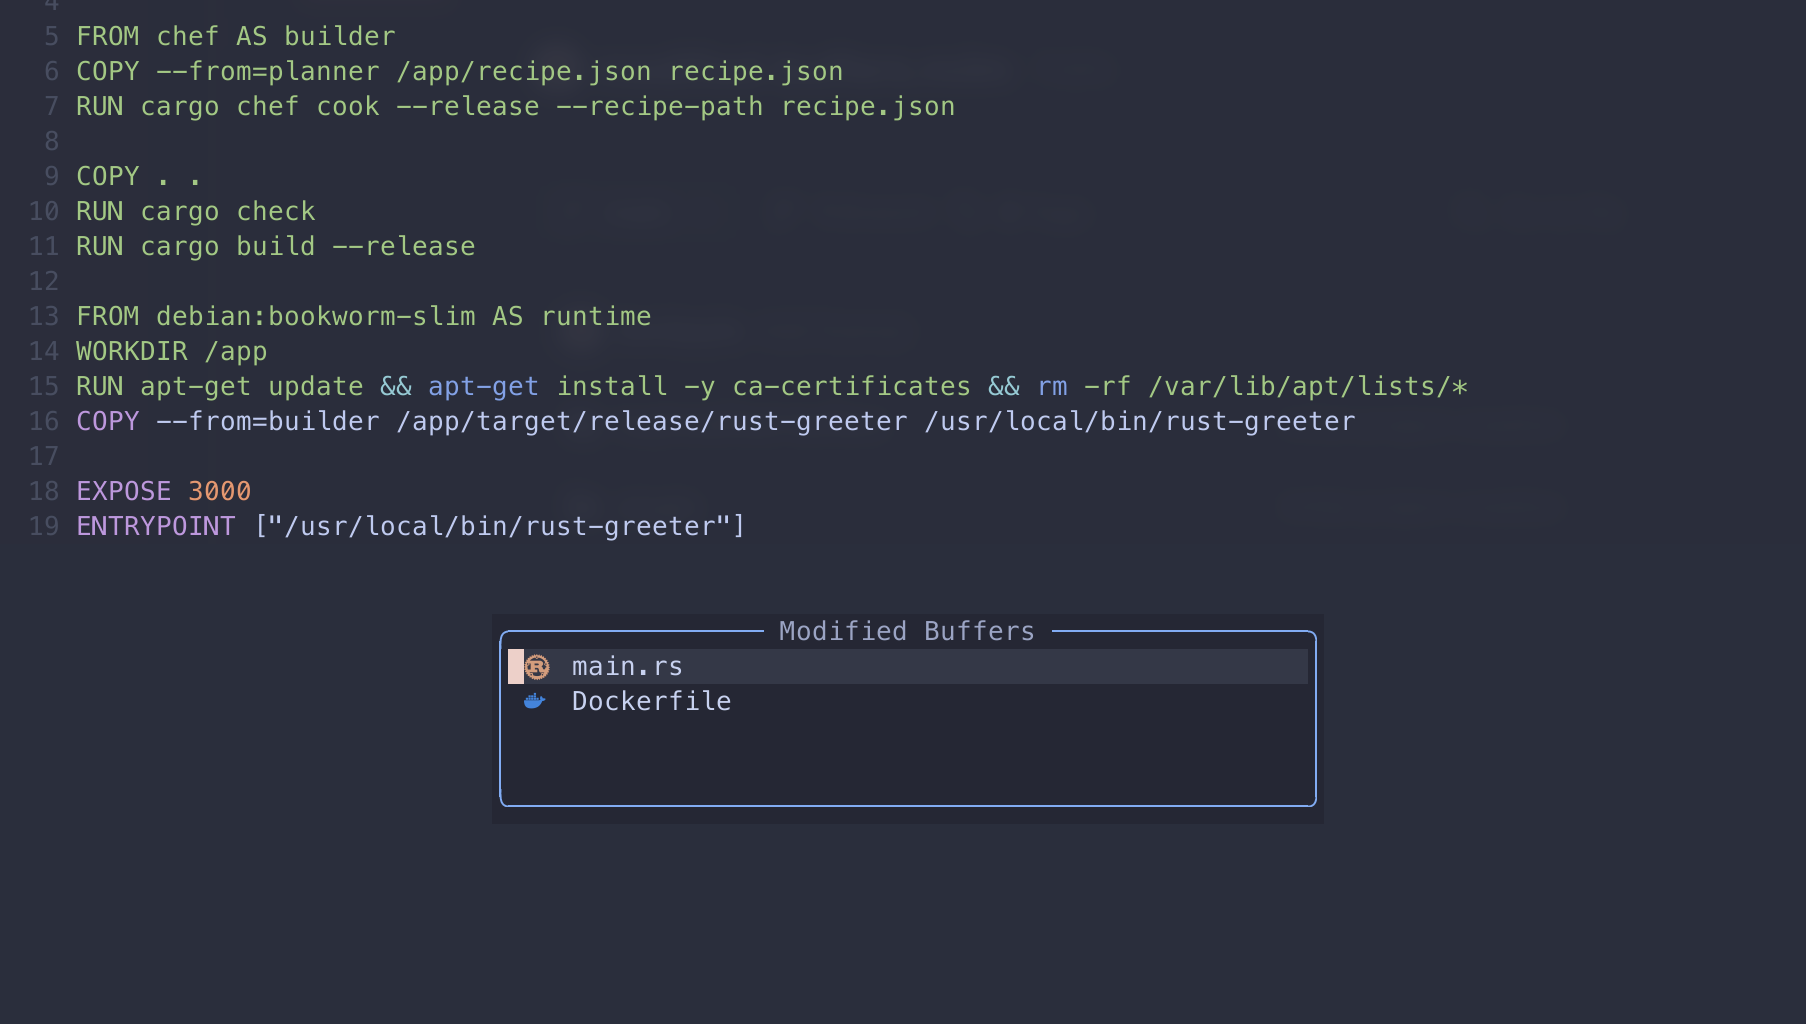 4
5 FROM chef AS builder
6 COPY --from=planner /app/recipe.json recipe.json
7 RUN cargo chef cook --release --recipe-path recipe.json
8
9 COPY . .
10 RUN cargo check
11 RUN cargo build --release
12
13 FROM debian:bookworm-slim AS runtime
14 WORKDIR /app
15 RUN apt-get update && apt-get install -y ca-certificates && rm -rf /var/lib/apt/lists/*
16 COPY --from=builder /app/target/release/rust-greeter /usr/local/bin/rust-greeter
17
18 EXPOSE 3000
19 ENTRYPOINT ["/usr/local/bin/rust-greeter"]
Modified Buffers
main.rs
Dockerfile